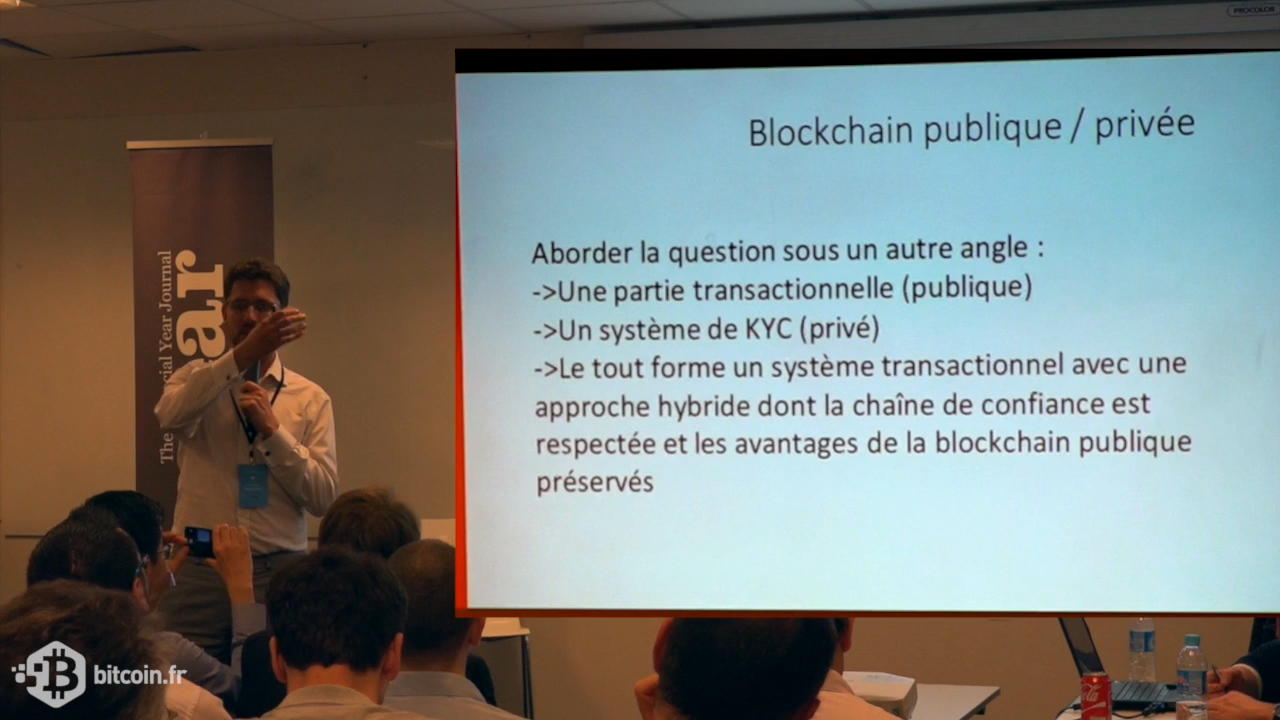 PROCOLOR
Blockchain publique / privée
Aborder la question sous un autre angle :
->Une partie transactionnelle (publique)
->Un système de KYC (privé)
->Le tout forme un système transactionnel avec une
approche hybride dont la chaîne de confiance est
respectée et les avantages de la blockchain publique
préservés
bitcoin.fr